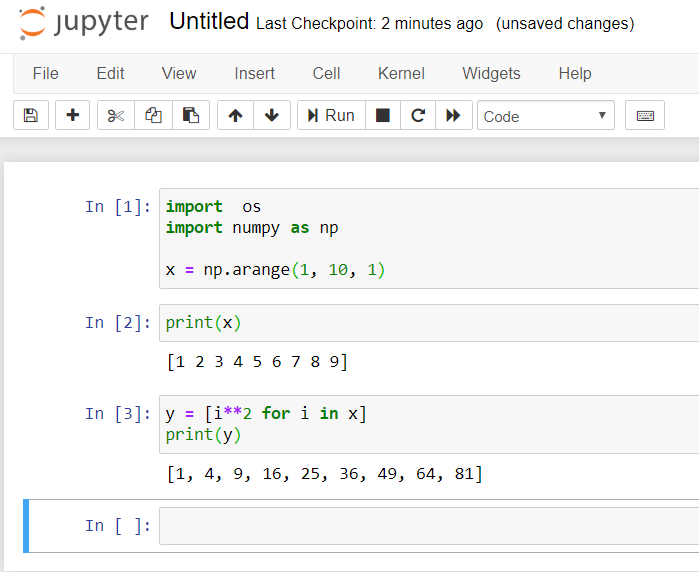 jupyter Untitled Last Checkpoint: 2 minutes ago (unsaved changes)
File Edit View Insert Cell Kernel Widgets Help
Run Code
In [1]: import  os
import numpy as np
x = np.arange(1, 10, 1)
In [2]: print(x)
[1 2 3 4 5 6 7 8 9]
In [3]: y = [i**2 for i in x]
print(y)
[1, 4, 9, 16, 25, 36, 49, 64, 81]
In [ ]: